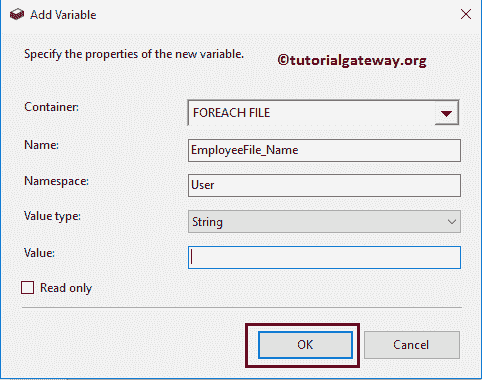 Add Variable
Specify the properties of the new variable.
©tutorialgateway.org
Container:
FOREACH FILE
Name:
EmployeeFile_Name
Namespace:
User
Value type:
String
Value:
Read only
OK
Cancel